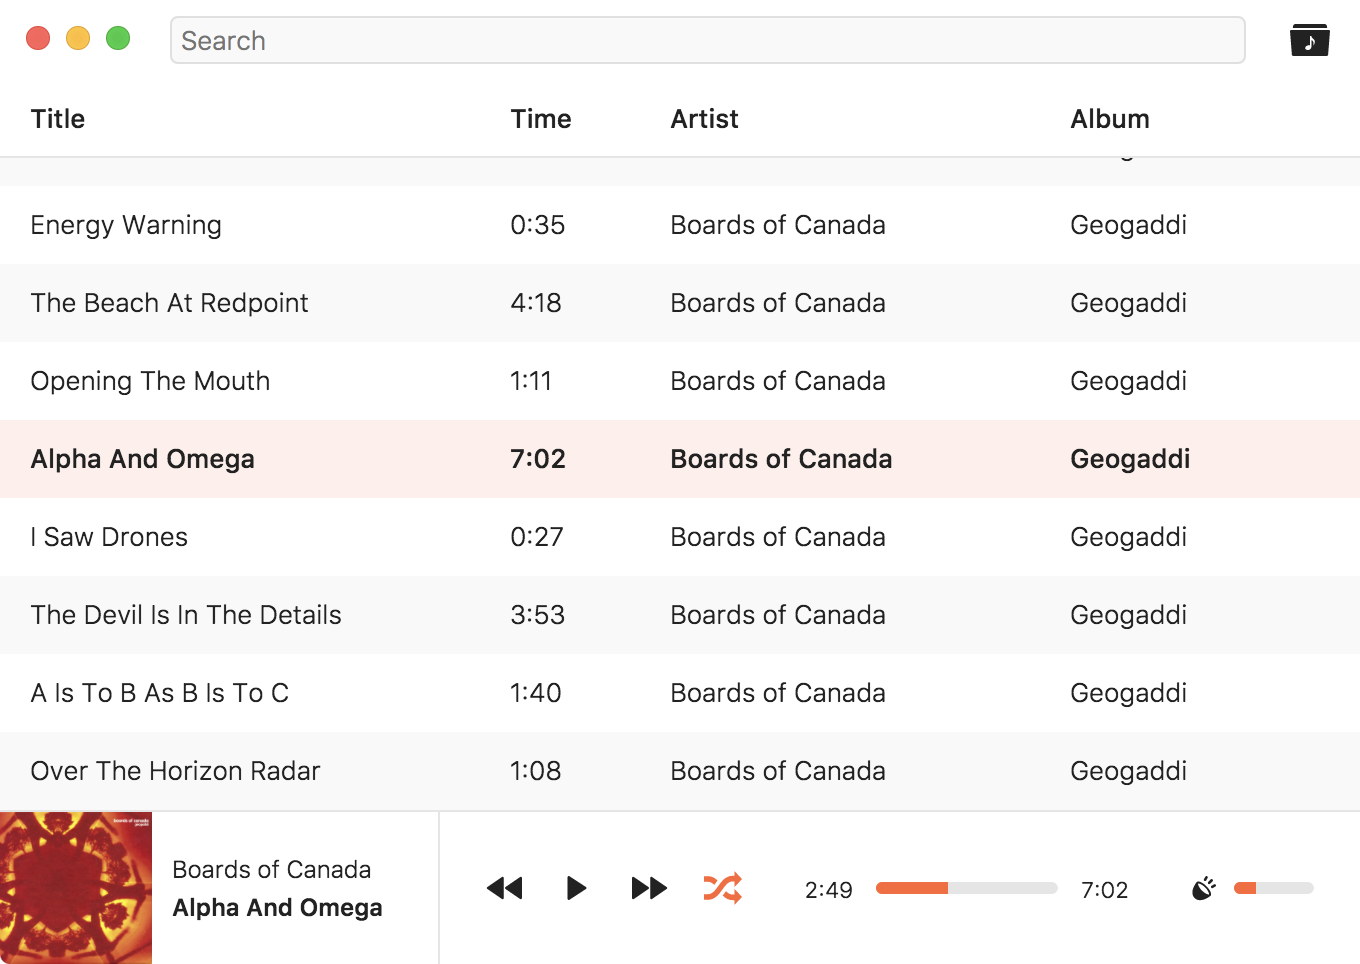 Search
Title Time Artist Album
Energy Warning 0:35 Boards of Canada Geogaddi
The Beach At Redpoint 4:18 Boards of Canada Geogaddi
Opening The Mouth 1:11 Boards of Canada Geogaddi
Alpha And Omega 7:02 Boards of Canada Geogaddi
I Saw Drones 0:27 Boards of Canada Geogaddi
The Devil Is In The Details 3:53 Boards of Canada Geogaddi
A Is To B As B Is To C 1:40 Boards of Canada Geogaddi
Over The Horizon Radar 1:08 Boards of Canada Geogaddi
boards of canada
geogaddi
Boards of Canada
Alpha And Omega
2:49 7:02